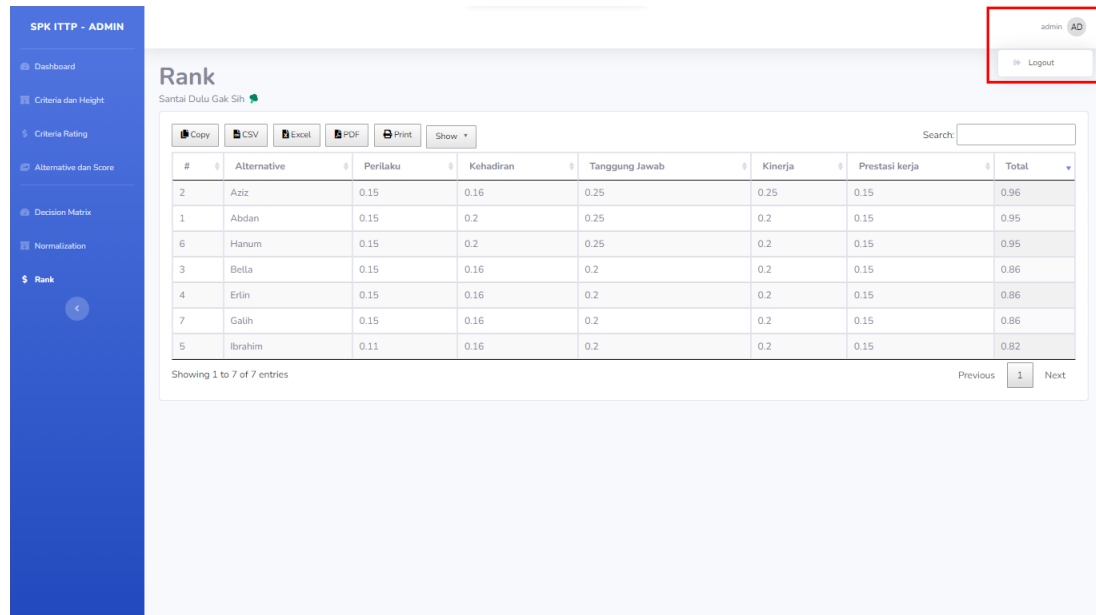 SPK ITTP - ADMIN
Dashboard
Criteria dan Height
Criteria Rating
Alternative dan Score
Decision Matrix
Normalization
Rank
admin AD
Logout
Rank
Santai Dulu Gak Sih
Copy CSV Excel PDF Print Show Search:
# Alternative Perilaku Kehadiran Tanggung Jawab Kinerja Prestasi kerja Total
2 Aziz 0.15 0.16 0.25 0.25 0.15 0.96
1 Abdan 0.15 0.2 0.25 0.2 0.15 0.95
6 Hanum 0.15 0.2 0.25 0.2 0.15 0.95
3 Bella 0.15 0.16 0.2 0.2 0.15 0.86
4 Erlin 0.15 0.16 0.2 0.2 0.15 0.86
7 Galih 0.15 0.16 0.2 0.2 0.15 0.86
5 Ibrahim 0.11 0.16 0.2 0.2 0.15 0.82
Showing 1 to 7 of 7 entries Previous 1 Next